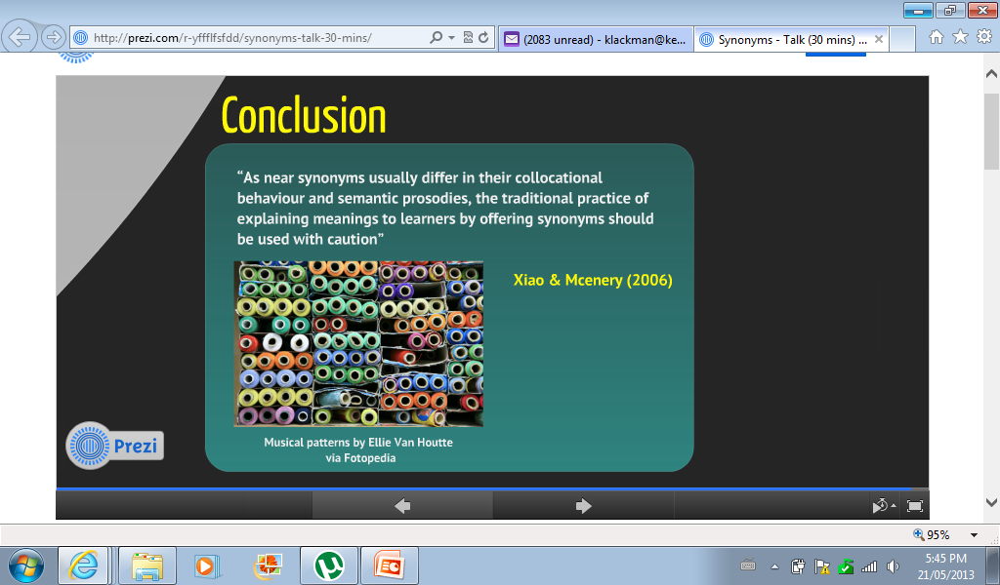 http://prezi.com/r-yffflfsfdd/synonyms-talk-30-mins/
(2083 unread) - klackman@ke...
Synonyms - Talk (30 mins) ...
Conclusion
“As near synonyms usually differ in their collocational
behaviour and semantic prosodies, the traditional practice of
explaining meanings to learners by offering synonyms should
be used with caution”
Xiao & Mcenery (2006)
Musical patterns by Ellie Van Houtte
via Fotopedia
Prezi
95%
5:45 PM
21/05/2013